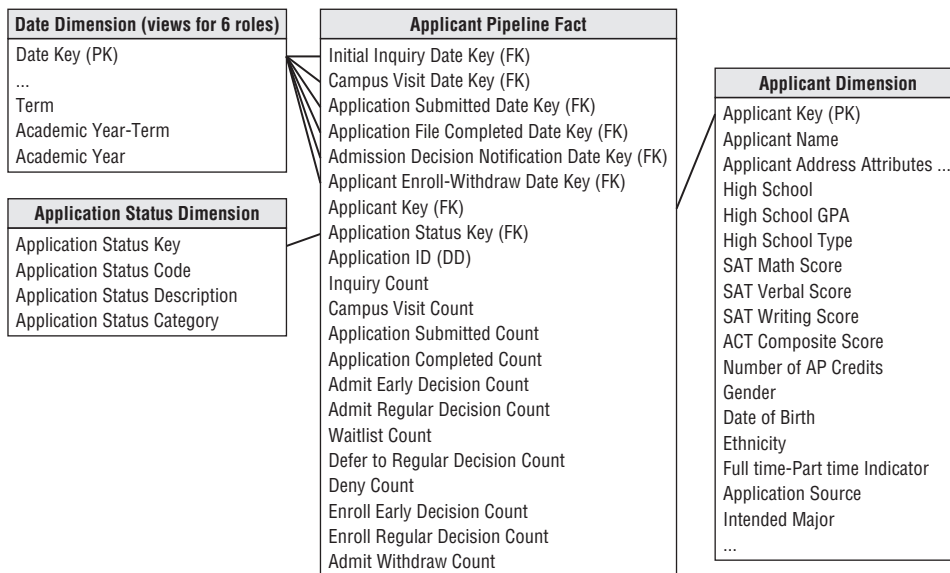 Date Dimension (views for 6 roles)
Date Key (PK)
...
Term
Academic Year-Term
Academic Year
Application Status Dimension
Application Status Key
Application Status Code
Application Status Description
Application Status Category
Applicant Pipeline Fact
Initial Inquiry Date Key (FK)
Campus Visit Date Key (FK)
Application Submitted Date Key (FK)
Application File Completed Date Key (FK)
Admission Decision Notification Date Key (FK)
Applicant Enroll-Withdraw Date Key (FK)
Applicant Key (FK)
Application Status Key (FK)
Application ID (DD)
Inquiry Count
Campus Visit Count
Application Submitted Count
Application Completed Count
Admit Early Decision Count
Admit Regular Decision Count
Waitlist Count
Defer to Regular Decision Count
Deny Count
Enroll Early Decision Count
Enroll Regular Decision Count
Admit Withdraw Count
Applicant Dimension
Applicant Key (PK)
Applicant Name
Applicant Address Attributes ...
High School
High School GPA
High School Type
SAT Math Score
SAT Verbal Score
SAT Writing Score
ACT Composite Score
Number of AP Credits
Gender
Date of Birth
Ethnicity
Full time-Part time Indicator
Application Source
Intended Major
...